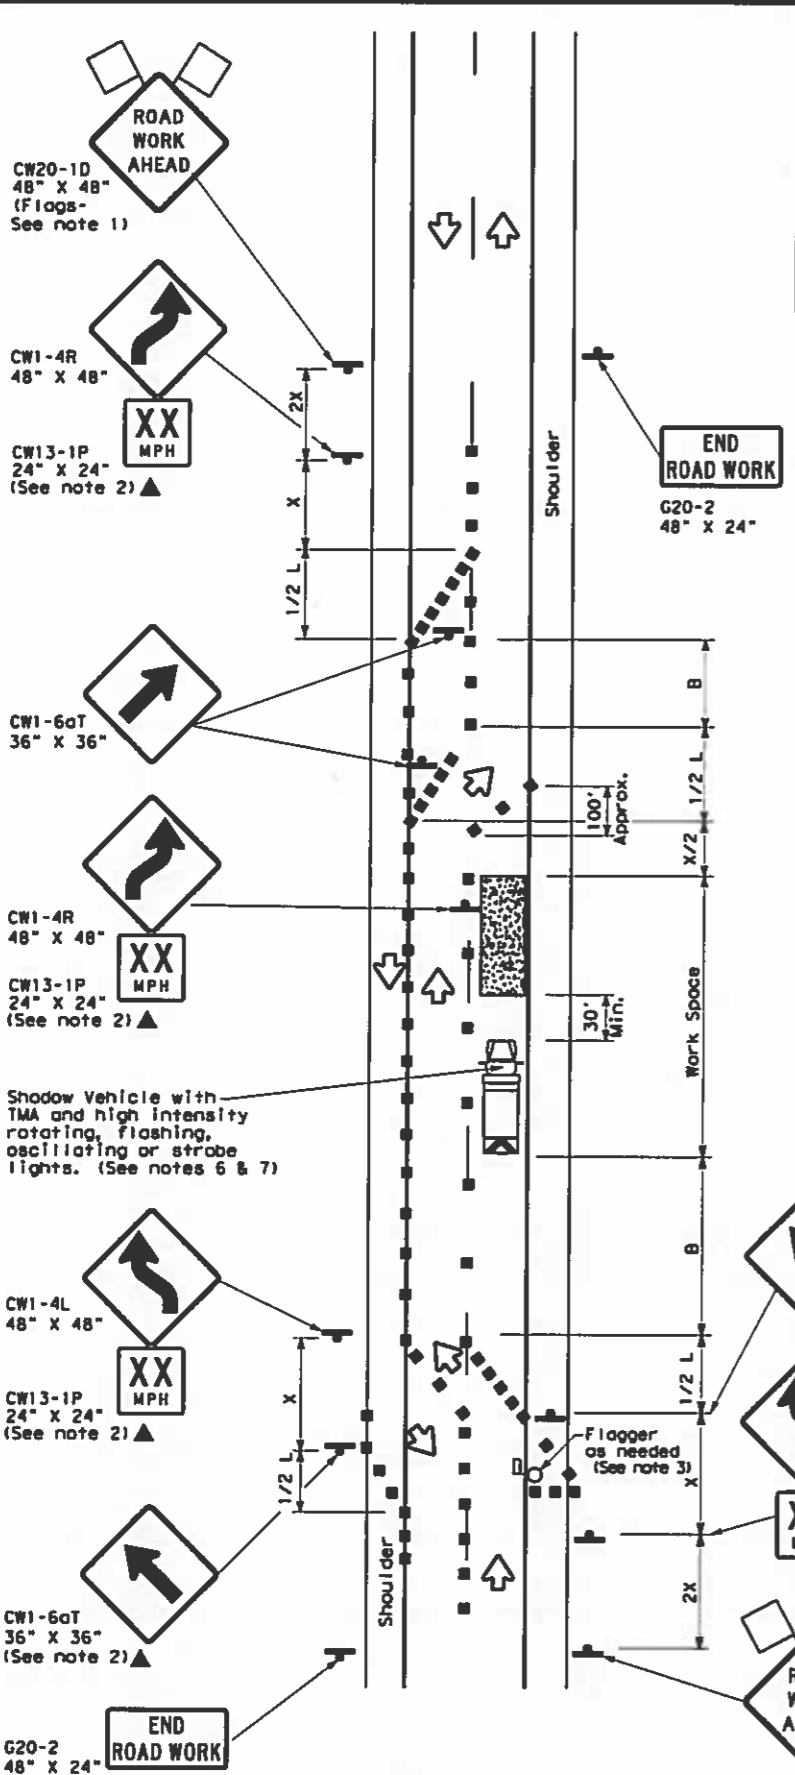 ROAD
WORK
AHEAD
CW20-1D
48" X 48"
(Flags-
See note 1)
CW1-4R
48" X 48"
XX
MPH
CW13-1P
24" X 24"
(See note 2) ▲
2X
X
1/2 L
Shoulder
END
ROAD WORK
G20-2
48" X 24"
CW1-6aT
36" X 36"
B
1/2 L
100'
Approx.
X/2
CW1-4R
48" X 48"
XX
MPH
CW13-1P
24" X 24"
(See note 2) ▲
30'
Min.
Work Space
Shadow Vehicle with
TMA and high intensity
rotating, flashing,
oscillating or strobe
lights. (See notes 6 & 7)
B
CW1-4L
48" X 48"
XX
MPH
CW13-1P
24" X 24"
(See note 2) ▲
X
1/2 L
1/2 L
Flagger
as needed
(See note 3)
X
2X
Shoulder
CW1-6aT
36" X 36"
(See note 2) ▲
END
ROAD WORK
G20-2
48" X 24"